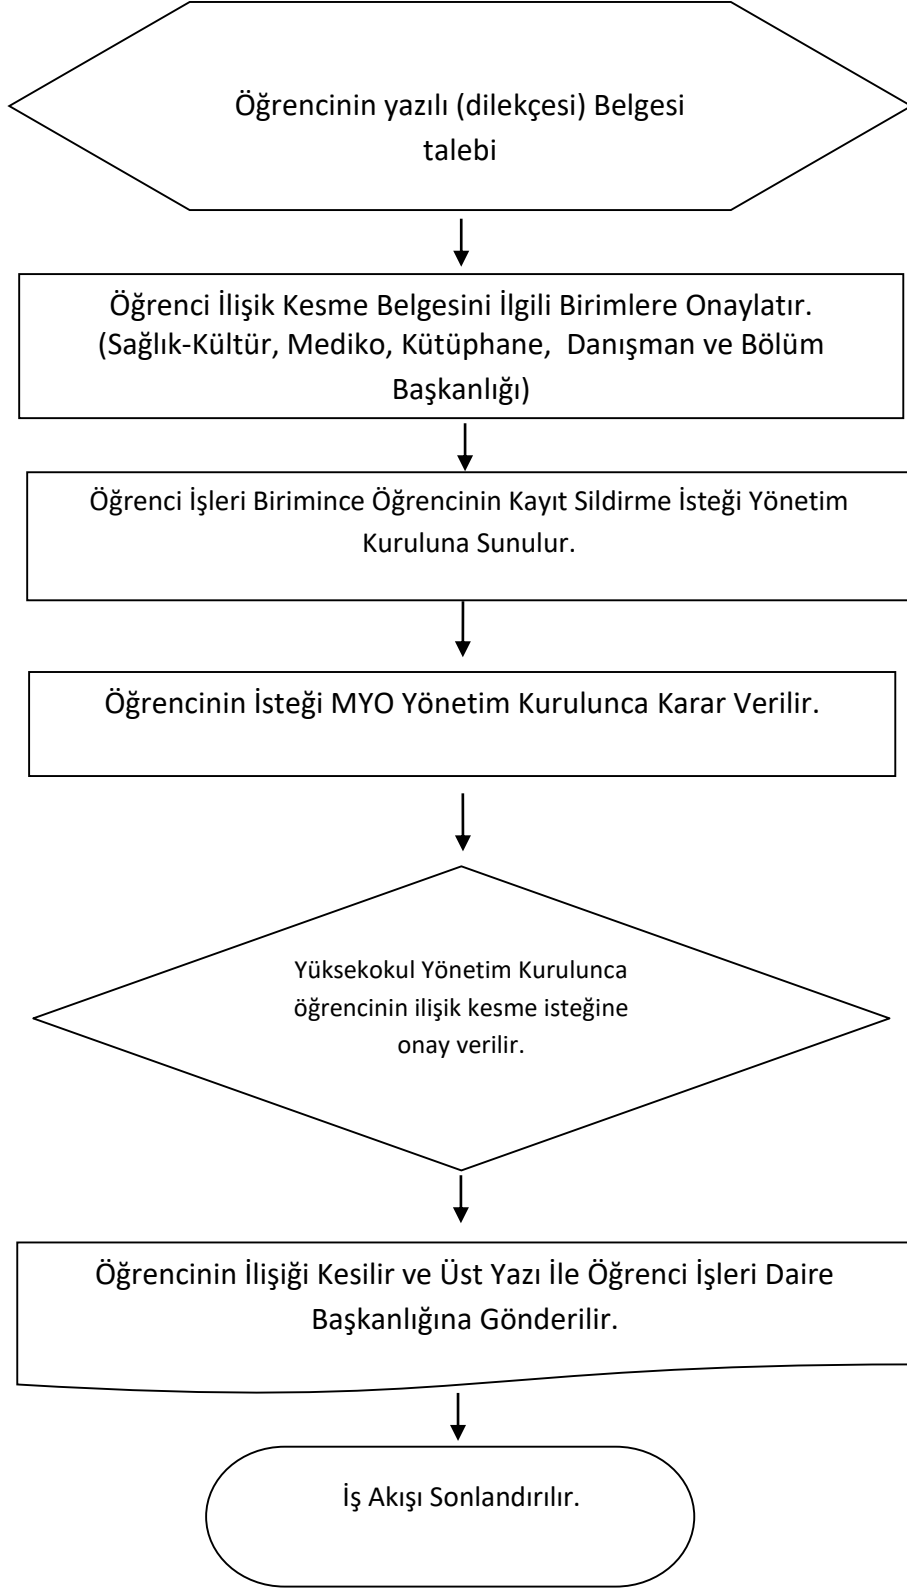 Öğrencinin yazılı (dilekçesi) Belgesi
talebi
Öğrenci İlişik Kesme Belgesini İlgili Birimlere Onaylatır.
(Sağlık-Kültür, Mediko, Kütüphane, Danışman ve Bölüm
Başkanlığı)
Öğrenci İşleri Birimince Öğrencinin Kayıt Sildirme İsteği Yönetim
Kuruluna Sunulur.
Öğrencinin İsteği MYO Yönetim Kurulunca Karar Verilir.
Yüksekokul Yönetim Kurulunca
öğrencinin ilişik kesme isteğine
onay verilir.
Öğrencinin İlişiği Kesilir ve Üst Yazı İle Öğrenci İşleri Daire
Başkanlığına Gönderilir.
İş Akışı Sonlandırılır.